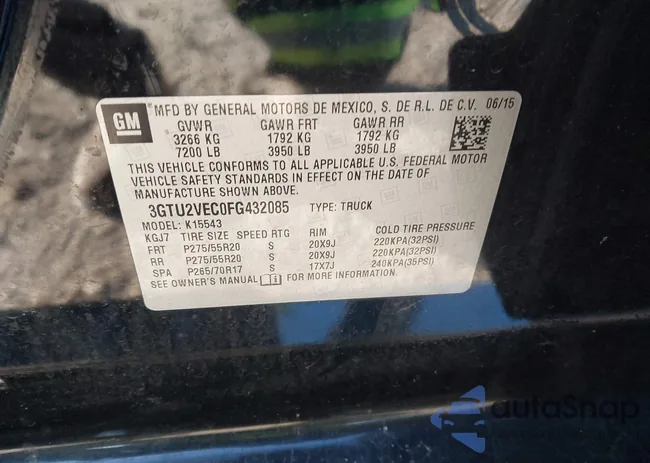 GM
MFD BY GENERAL MOTORS DE MEXICO, S. DE R.L. DE C.V. 06/15
GVWR GAWR FRT GAWR RR
3266 KG 1792 KG 1792 KG
7200 LB 3950 LB 3950 LB
THIS VEHICLE CONFORMS TO ALL APPLICABLE U.S. FEDERAL MOTOR
VEHICLE SAFETY STANDARDS IN EFFECT ON THE DATE OF
MANUFACTURE SHOWN ABOVE.
3GTU2VEC0FG432085 TYPE: TRUCK
MODEL: K15543
KGJ7 TIRE SIZE SPEED RTG RIM COLD TIRE PRESSURE
FRT P275/55R20 S 20X9J 220KPA(32PSI)
RR P275/55R20 S 20X9J 220KPA(32PSI)
SPA P265/70R17 S 17X7J 240KPA(35PSI)
SEE OWNER'S MANUAL FOR MORE INFORMATION.
autoSnap